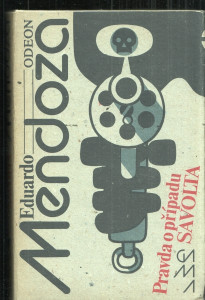 Eduardo
Mendoza
ODEON
Pravda o případu
SAVOLTA